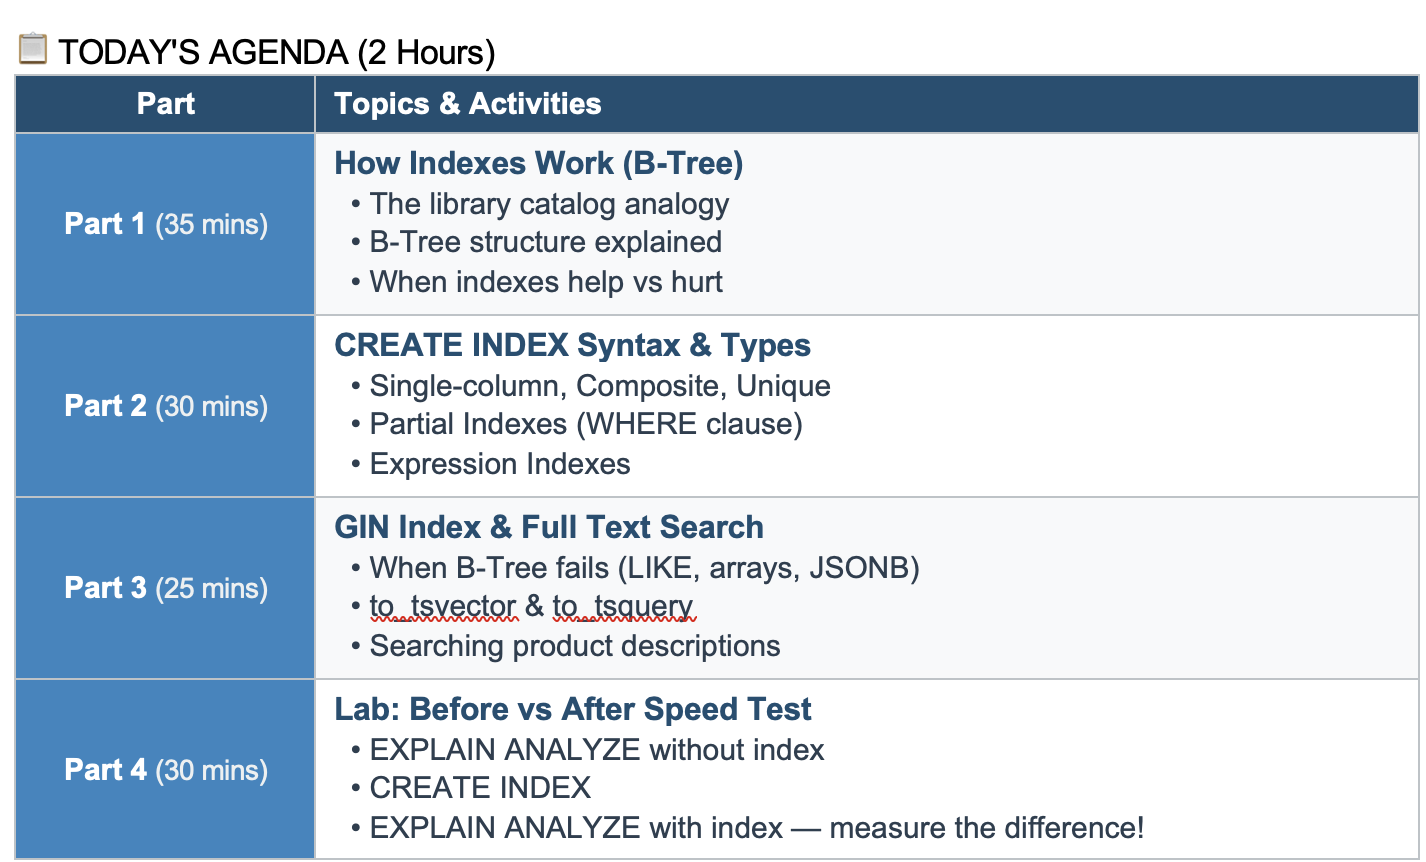 📋 TODAY'S AGENDA (2 Hours)
Part
Topics & Activities
Part 1 (35 mins)
How Indexes Work (B-Tree)
• The library catalog analogy
• B-Tree structure explained
• When indexes help vs hurt
Part 2 (30 mins)
CREATE INDEX Syntax & Types
• Single-column, Composite, Unique
• Partial Indexes (WHERE clause)
• Expression Indexes
Part 3 (25 mins)
GIN Index & Full Text Search
• When B-Tree fails (LIKE, arrays, JSONB)
• to_tsvector & to_tsquery
• Searching product descriptions
Part 4 (30 mins)
Lab: Before vs After Speed Test
• EXPLAIN ANALYZE without index
• CREATE INDEX
• EXPLAIN ANALYZE with index — measure the difference!